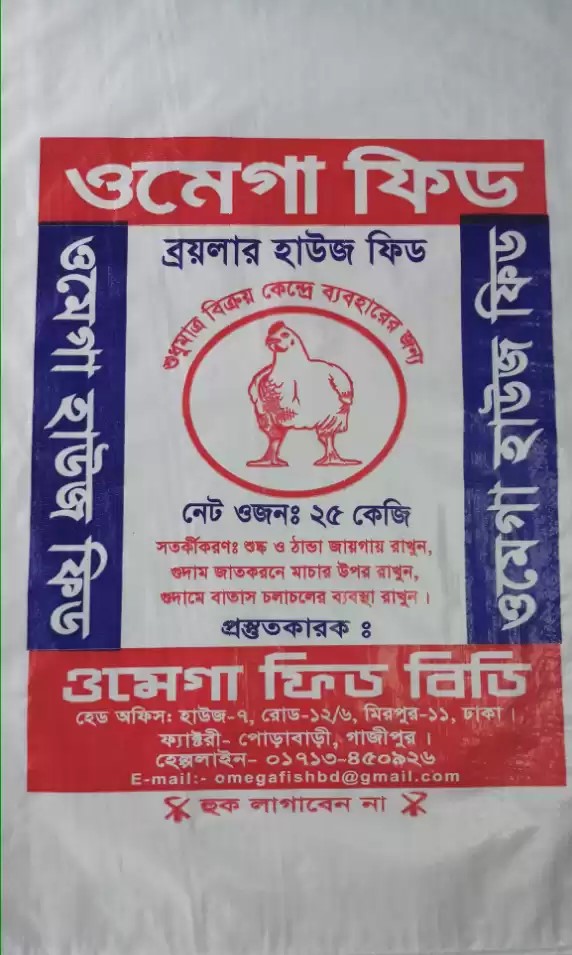 ওমেগা ফিড
ব্রয়লার হাউজ ফিড
শুধুমাত্র বিক্রয় কেন্দ্রে ব্যবহারের জন্য
ওমেগা হাউজ ফিড
ওমেগা হাউজ ফিড
নেট ওজনঃ ২৫ কেজি
সতর্কীকরণঃ শুষ্ক ও ঠান্ডা জায়গায় রাখুন,
গুদাম জাতকরনে মাচার উপর রাখুন,
গুদামে বাতাস চলাচলের ব্যবস্থা রাখুন ।
প্রস্তুতকারক ঃ
ওমেগা ফিড বিডি
হেড অফিস: হাউজ-৭, রোড-১২/৬, মিরপুর-১১, ঢাকা ।
ফ্যাক্টরী- পোড়াবাড়ী, গাজীপুর ।
হেল্পলাইন- ০১৭১৩-৪৫০৯২৬
E-mail:- omegafishbd@gmail.com
হুক লাগাবেন না